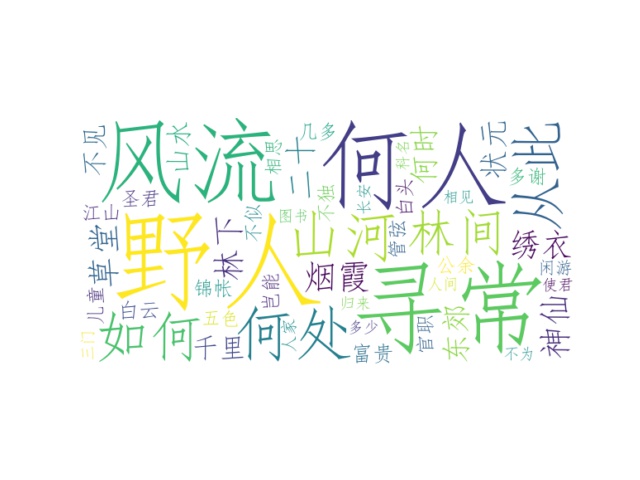 不见
风流
山水
相思
二十
几多
何人
科名
何时
状元
从此
多谢
圣君
江山
草堂
野人
林下
不似
图书
不独
山河
长安
白头
管弦
相见
林间
绣衣
儿童
白云
锦帐
岂能
烟霞
公余
人间
寻常
闲游
使君
神仙
三门
如何
五色
千里
人家
何处
归来
多少
富贵
官职
东郊
不为